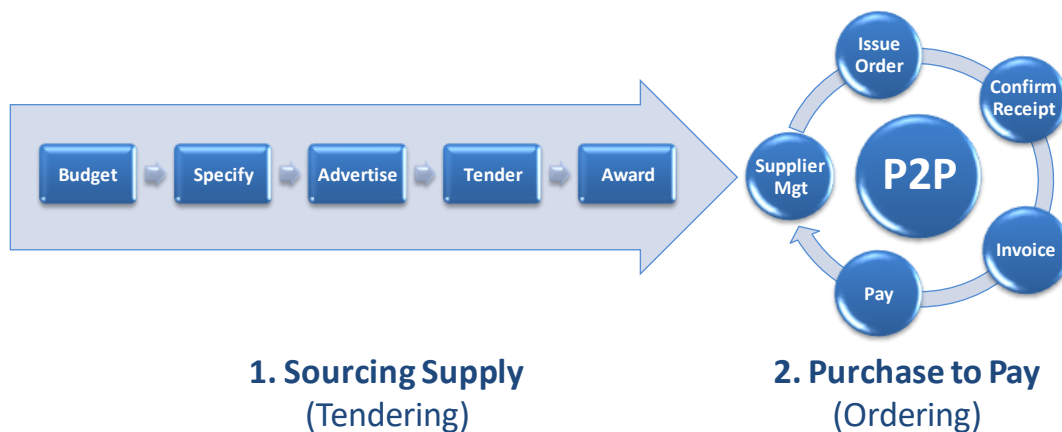 Budget
Specify
Advertise
Tender
Award
Issue
Order
Confirm
Receipt
Supplier
Mgt
P2P
Invoice
Pay
1. Sourcing Supply
(Tendering)
2. Purchase to Pay
(Ordering)